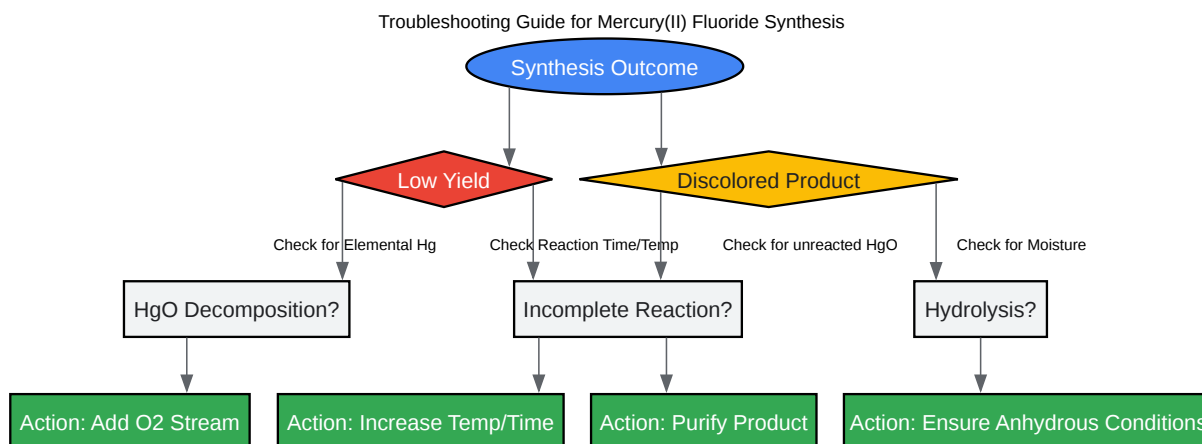 Troubleshooting Guide for Mercury(II) Fluoride Synthesis
Synthesis Outcome
Low Yield
Discolored Product
Check for Elemental Hg
Check Reaction Time/Temp
Check for unreacted HgO
Check for Moisture
HgO Decomposition?
Incomplete Reaction?
Hydrolysis?
Action: Add O2 Stream
Action: Increase Temp/Time
Action: Purify Product
Action: Ensure Anhydrous Conditions